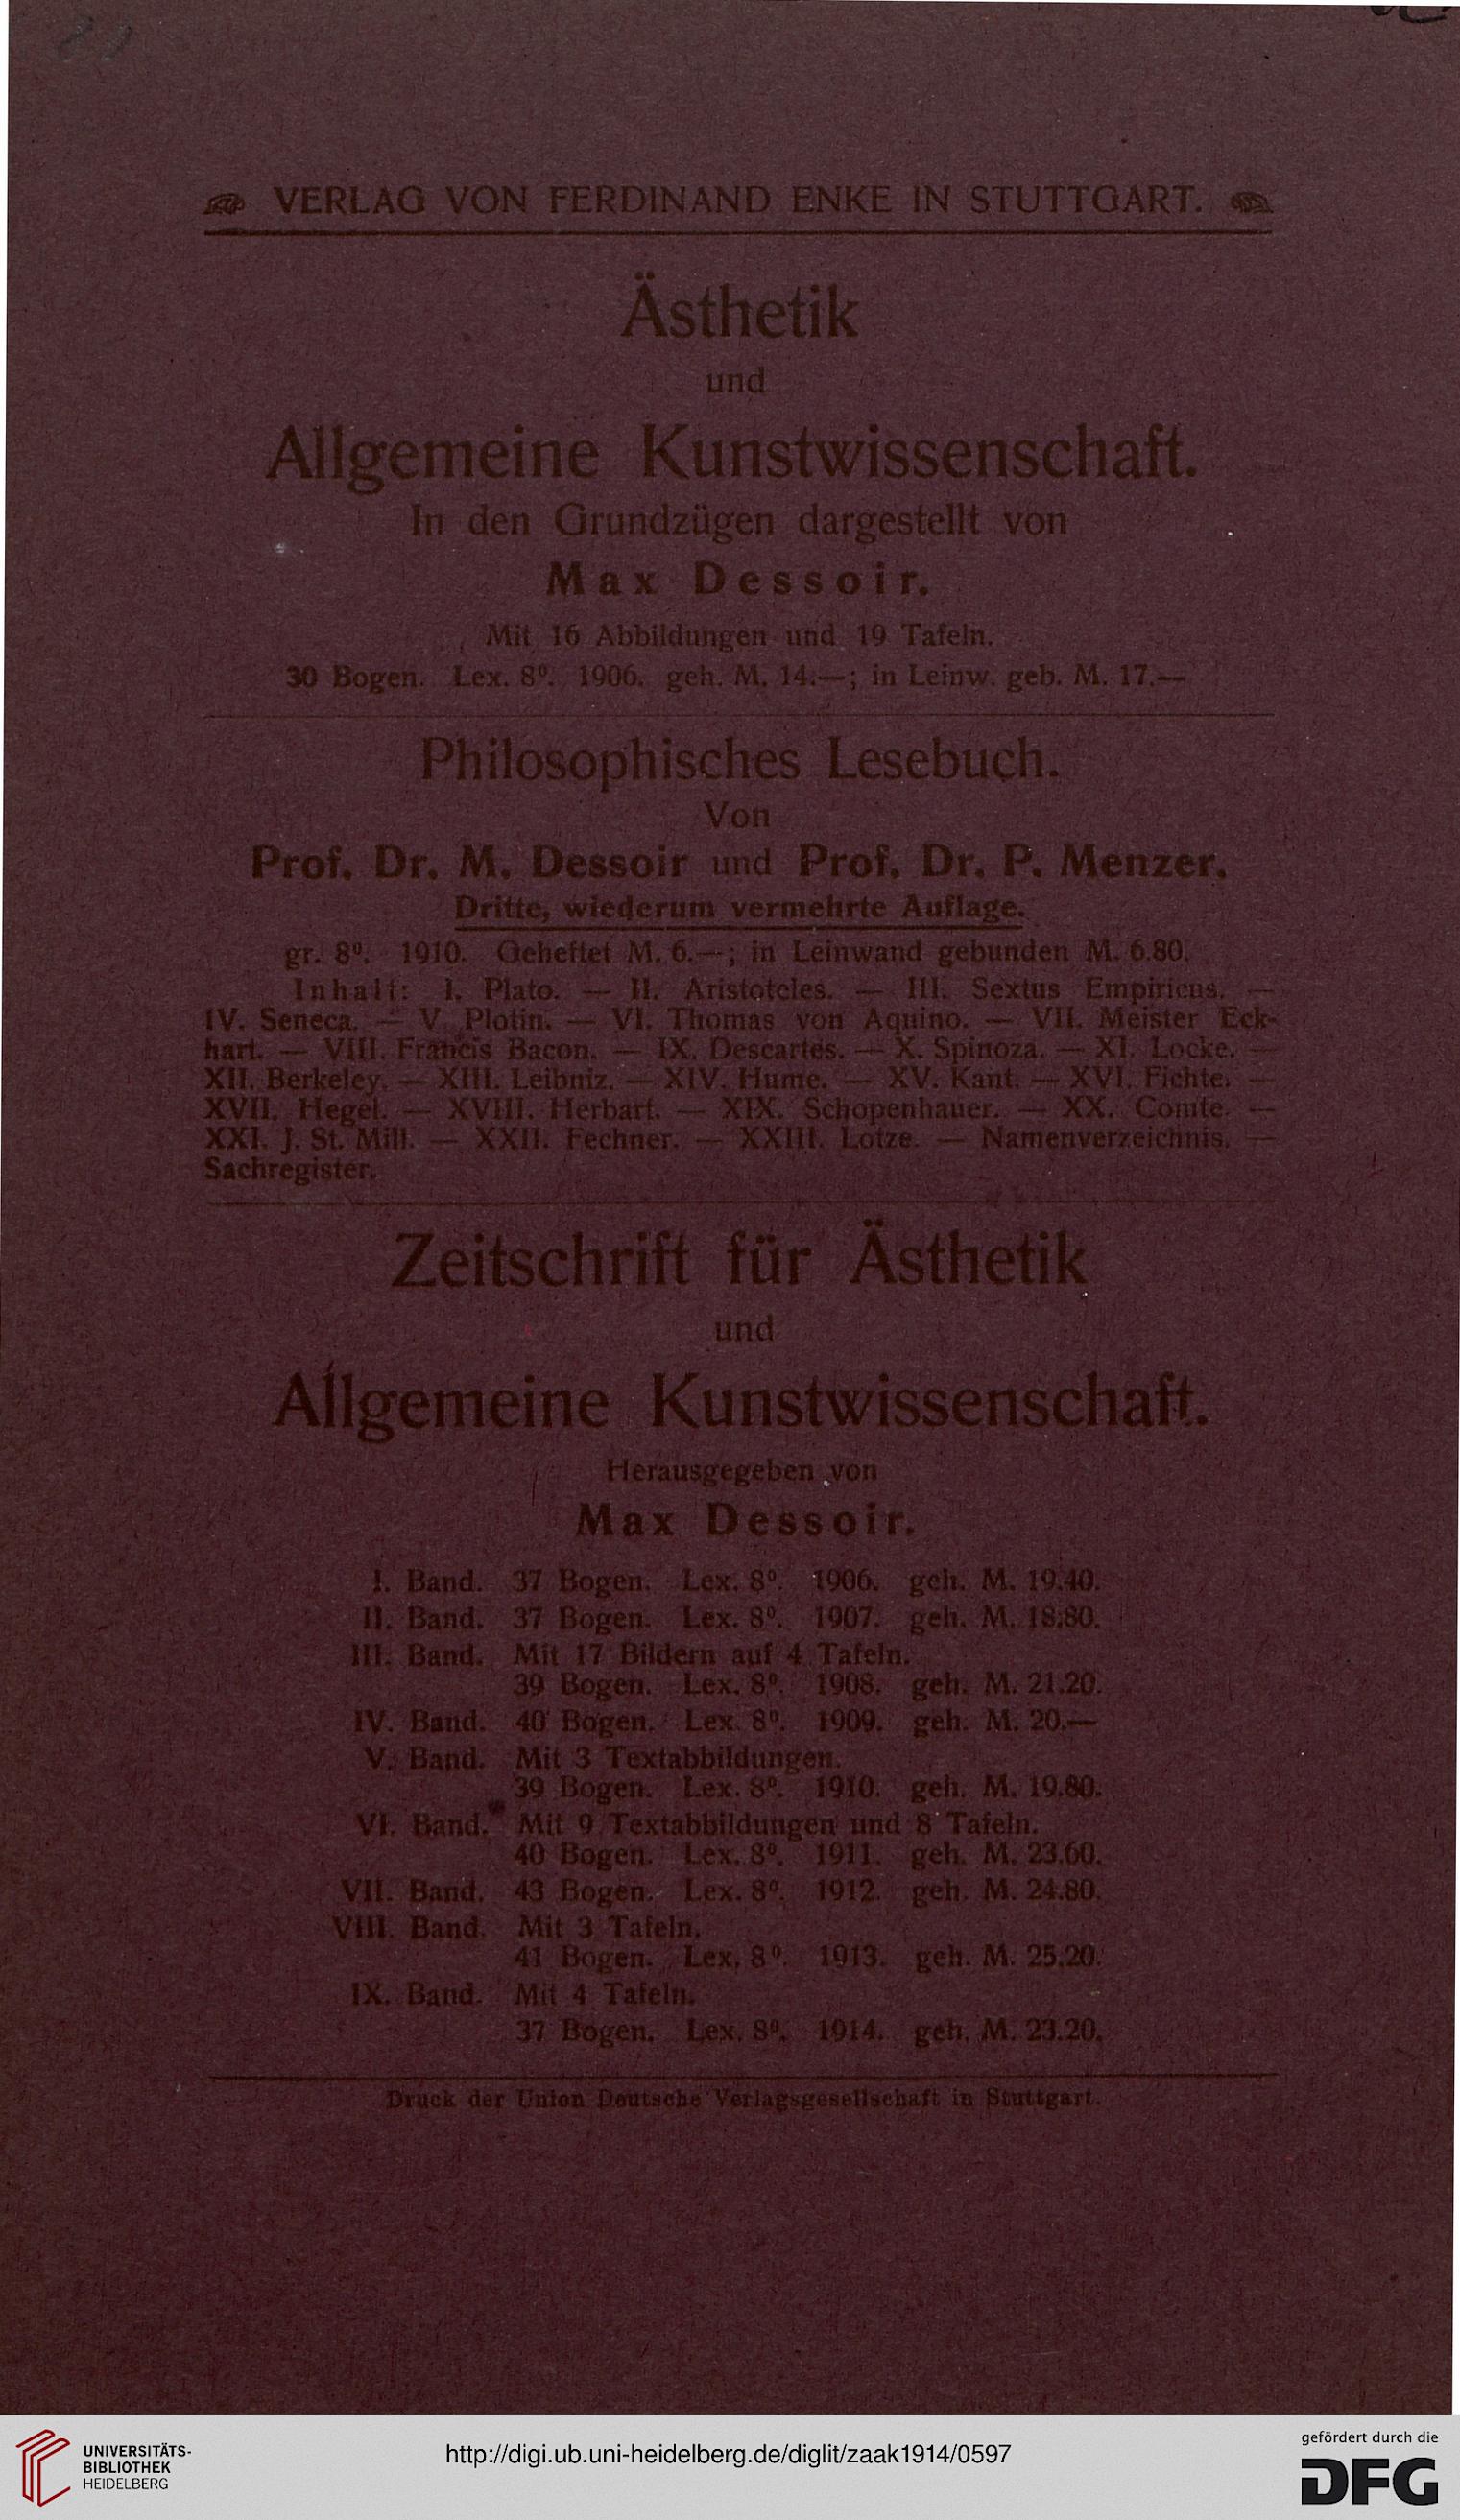 VERLAG VON FERDINAND ENKE IN STUTTGART.
Ästhetik
und
Allgemeine Kunstwissenschaft.
In den Grundzügen dargestellt von
Max Dessoir.
Mit 16 Abbildungen und 19 Tafeln.
30 Bogen. Lex. 8⁰. 1906. geh. M. 14.—; in Leinw. geb. M. 17.—
Philosophisches Lesebuch.
Von
Prof. Dr. M. Dessoir und Prof. Dr. P. Menzer.
Dritte, wiederum vermehrte Auflage.
gr. 8⁰. 1910. Geheftet M. 6.—; in Leinwand gebunden M. 6.80.
Inhalt: I. Plato. — II. Aristoteles. — III. Sextus Empiricus. —
IV. Seneca. — V. Plotin. — VI. Thomas von Aquino. — VII. Meister Eck-
hart. — VIII. Francis Bacon. — IX. Descartes. — X. Spinoza. — XI. Locke. —
XII. Berkeley. — XIII. Leibniz. — XIV. Hume. — XV. Kant. — XVI. Fichte. —
XVII. Hegel. — XVIII. Herbart. — XIX. Schopenhauer. — XX. Comte. —
XXI. J. St. Mill. — XXII. Fechner. — XXIII. Lotze. — Namenverzeichnis. —
Sachregister.
Zeitschrift für Ästhetik
und
Allgemeine Kunstwissenschaft.
Herausgegeben von
Max Dessoir.
I. Band. 37 Bogen. Lex. 8⁰. 1906. geh. M. 19.40.
II. Band. 37 Bogen. Lex. 8⁰. 1907. geh. M. 18.80.
III. Band. Mit 17 Bildern auf 4 Tafeln.
39 Bogen. Lex. 8⁰. 1908. geh. M. 21.20.
IV. Band. 40 Bogen. Lex. 8⁰. 1909. geh. M. 20.—
V. Band. Mit 3 Textabbildungen.
39 Bogen. Lex. 8⁰. 1910. geh. M. 19.80.
VI. Band. Mit 9 Textabbildungen und 8 Tafeln.
40 Bogen. Lex. 8⁰. 1911. geh. M. 23.60.
VII. Band. 43 Bogen. Lex. 8⁰. 1912. geh. M. 24.80.
VIII. Band. Mit 3 Tafeln.
41 Bogen. Lex. 8⁰. 1913. geh. M. 25.20.
IX. Band. Mit 4 Tafeln.
37 Bogen. Lex. 8⁰. 1914. geh. M. 23.20.
Druck der Union Deutsche Verlagsgesellschaft in Stuttgart.
UNIVERSITÄTS-
BIBLIOTHEK
HEIDELBERG
http://digi.ub.uni-heidelberg.de/diglit/zaak1914/0597
gefördert durch die
DFG